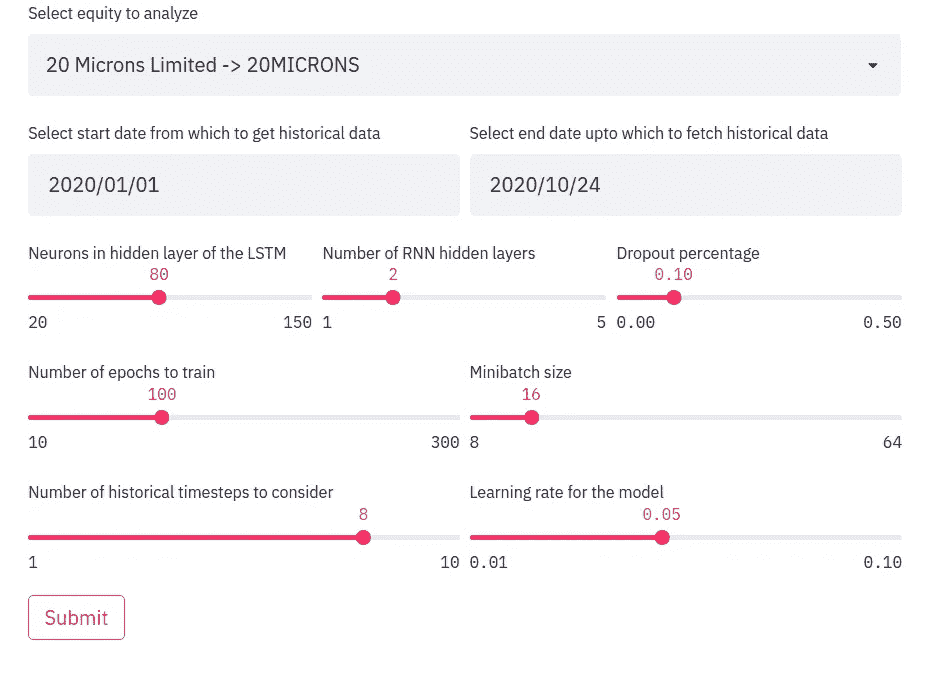 Select equity to analyze
20 Microns Limited -> 20MICRONS
Select start date from which to get historical data
Select end date upto which to fetch historical data
2020/01/01
2020/10/24
Neurons in hidden layer of the LSTM
Number of RNN hidden layers
Dropout percentage
80
2
0.10
20
150
1
5
0.00
0.50
Number of epochs to train
Minibatch size
100
16
10
300
8
64
Number of historical timesteps to consider
Learning rate for the model
8
0.05
1
10
0.01
0.10
Submit